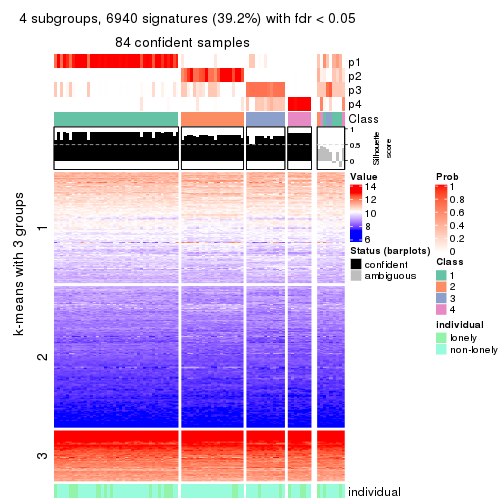 4 subgroups, 6940 signatures (39.2%) with fdr < 0.05
84 confident samples
p1
p2
p3
p4
Class
1
0.5
0
Silhouette
score
k-means with 3 groups
1
2
3
individual
Value
14
12
10
8
6
Status (barplots)
confident
ambiguous
Prob
1
0.8
0.6
0.4
0.2
0
Class
1
2
3
4
individual
lonely
non-lonely